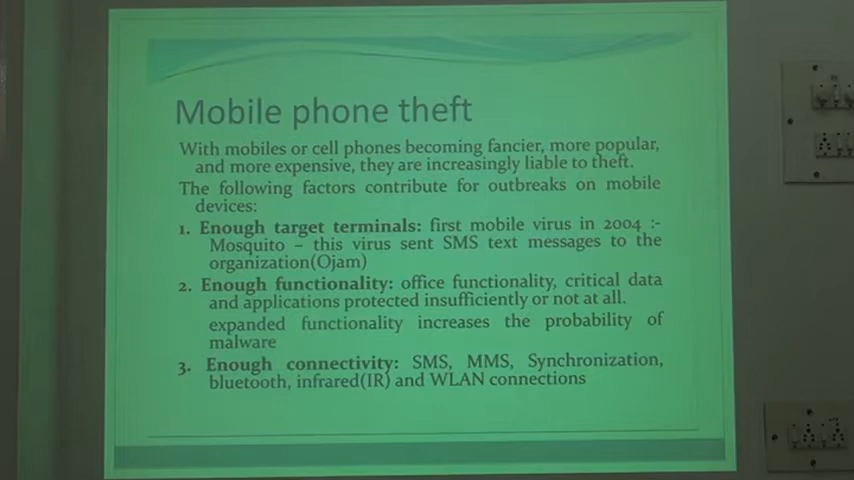 Mobile phone theft
With mobiles or cell phones becoming fancier, more popular,
and more expensive, they are increasingly liable to theft.
The following factors contribute for outbreaks on mobile
devices:
1. Enough target terminals: first mobile virus in 2004 :-
Mosquito – this virus sent SMS text messages to the
organization(Ojam)
2. Enough functionality: office functionality, critical data
and applications protected insufficiently or not at all.
expanded functionality increases the probability of
malware
3. Enough connectivity: SMS, MMS, Synchronization,
bluetooth, infrared(IR) and WLAN connections